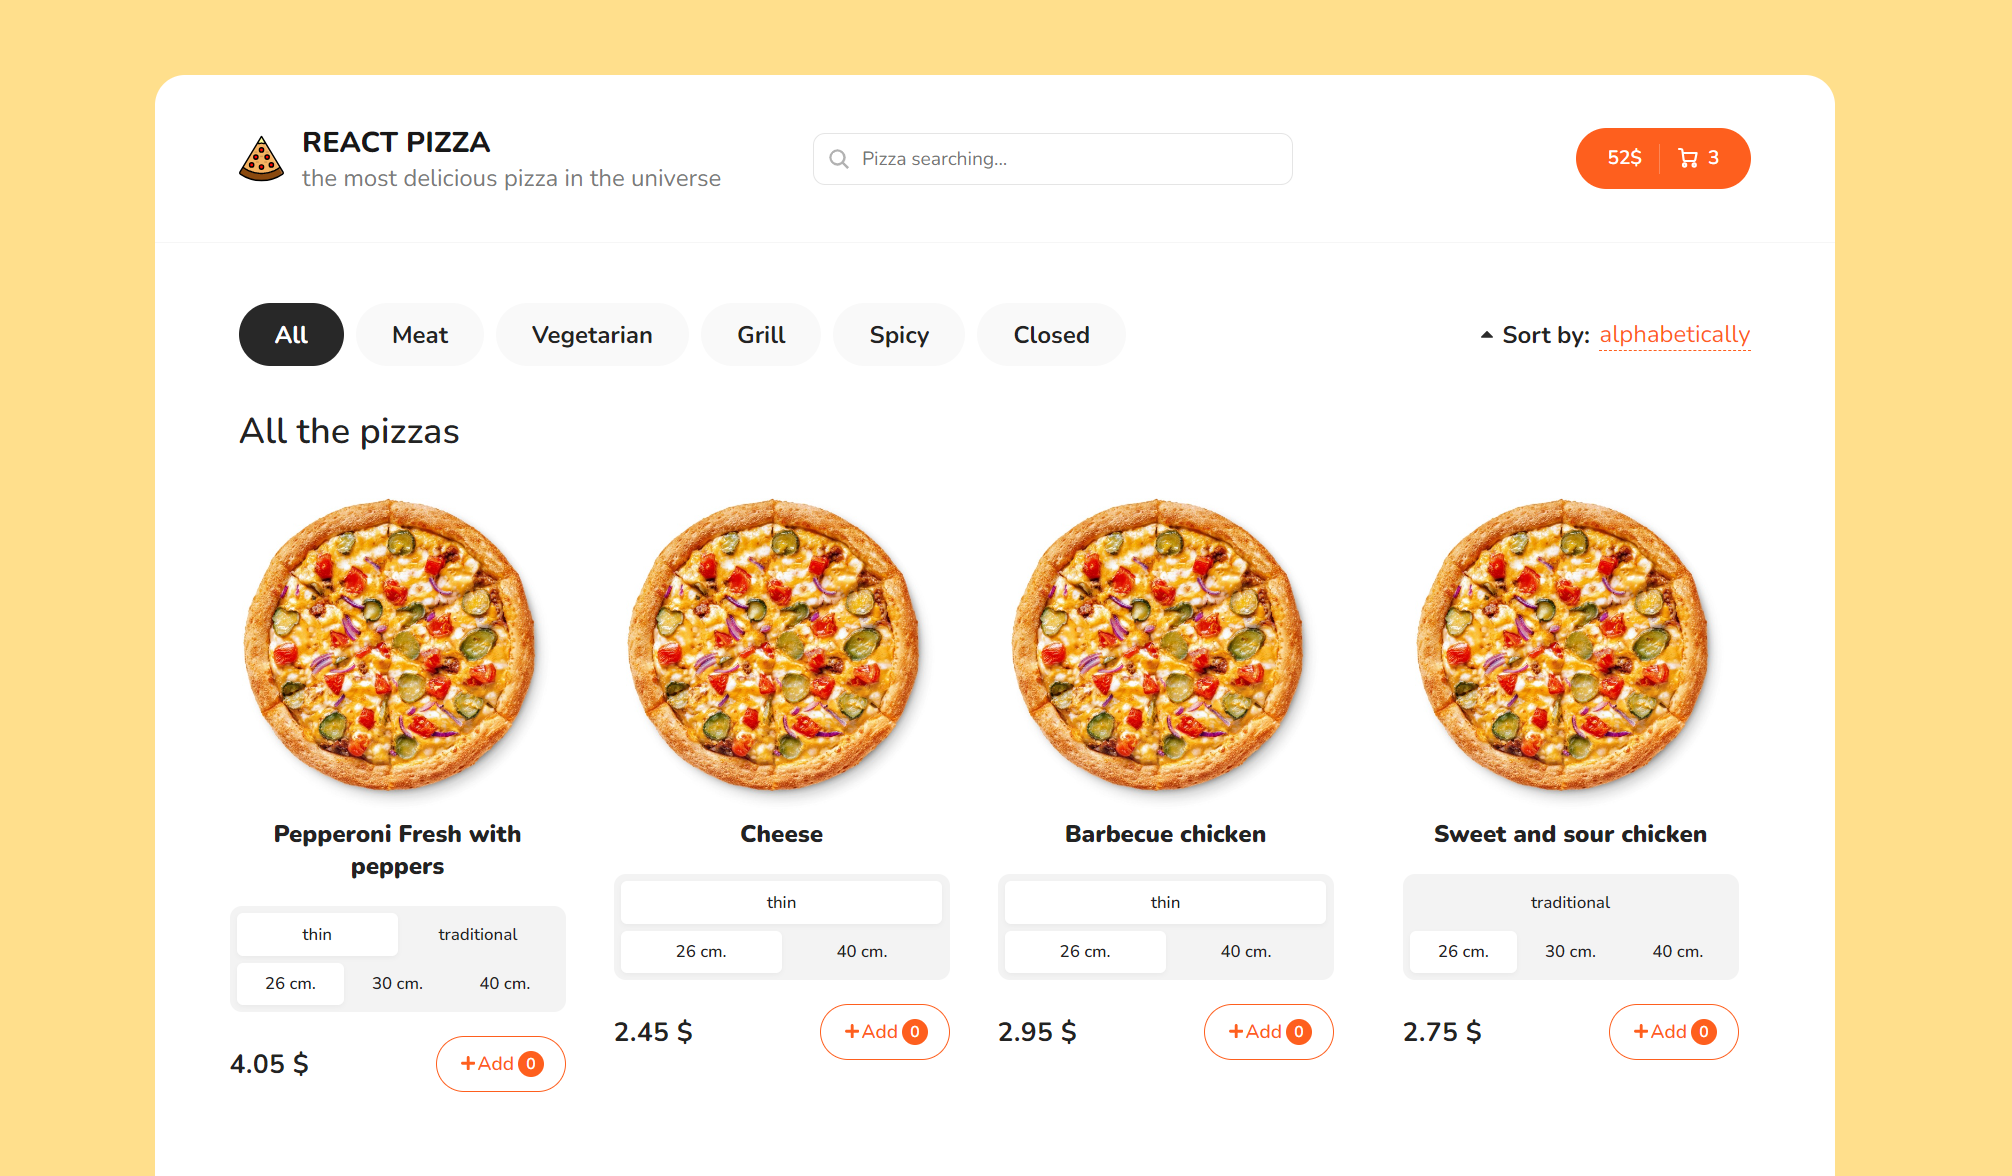 REACT PIZZA
the most delicious pizza in the universe
Pizza searching...
52$ 3
All Meat Vegetarian Grill Spicy Closed
Sort by: alphabetically
All the pizzas
Pepperoni Fresh with
peppers
thin traditional
26 cm. 30 cm. 40 cm.
4.05 $ +Add 0
Cheese
thin
26 cm. 40 cm.
2.45 $ +Add 0
Barbecue chicken
thin
26 cm. 40 cm.
2.95 $ +Add 0
Sweet and sour chicken
traditional
26 cm. 30 cm. 40 cm.
2.75 $ +Add 0